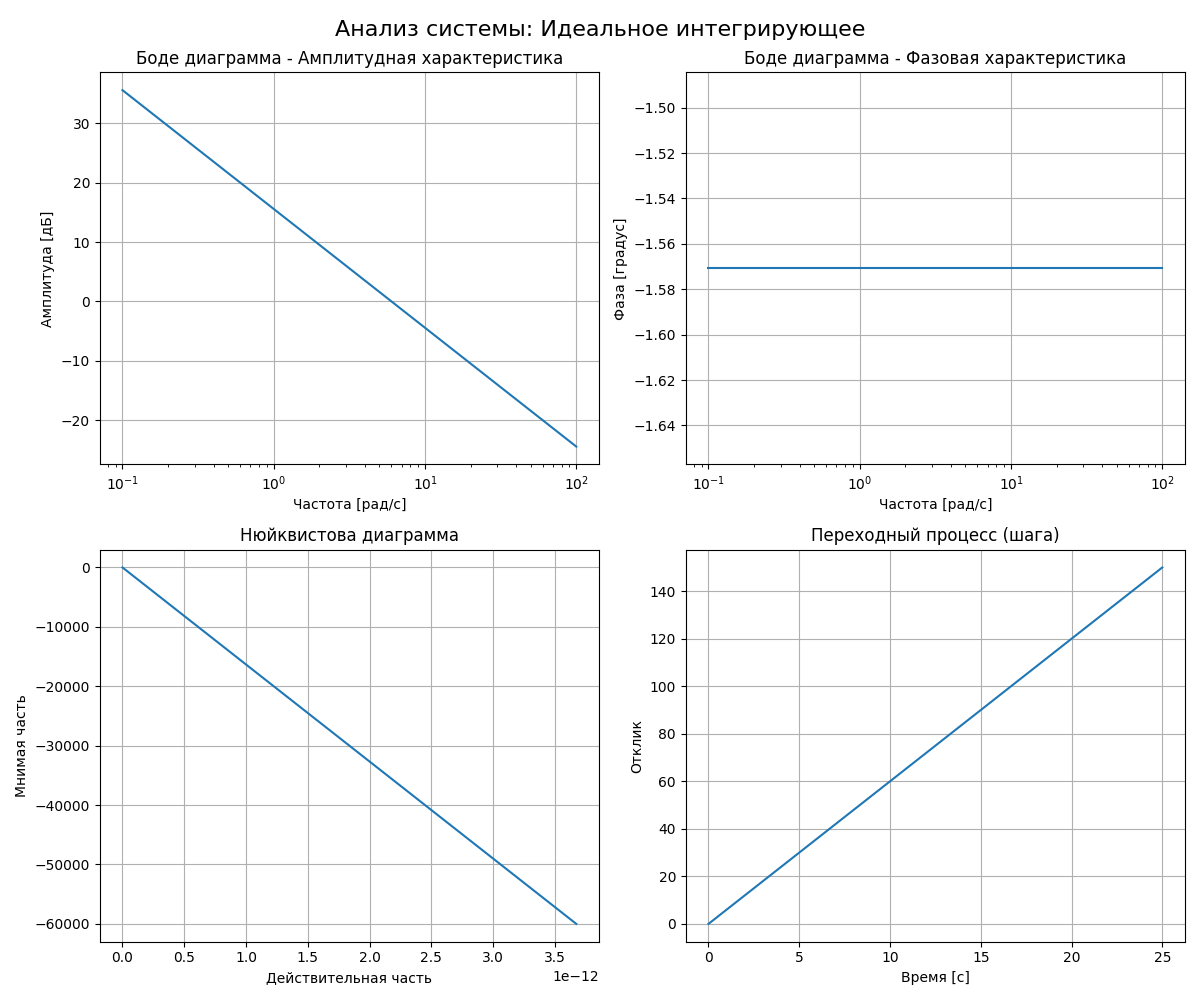 Анализ системы: Идеальное интегрирующее
Боде диаграмма - Амплитудная характеристика
Амплитуда [дБ]
30
20
10
0
−10
−20
10⁻¹ 10⁰ 10¹ 10²
Частота [рад/с]
Боде диаграмма - Фазовая характеристика
Фаза [градус]
−1.50
−1.52
−1.54
−1.56
−1.58
−1.60
−1.62
−1.64
10⁻¹ 10⁰ 10¹ 10²
Частота [рад/с]
Нюйквистова диаграмма
Мнимая часть
0
−10000
−20000
−30000
−40000
−50000
−60000
0.0 0.5 1.0 1.5 2.0 2.5 3.0 3.5
Действительная часть
1e−12
Переходный процесс (шага)
Отклик
140
120
100
80
60
40
20
0
0 5 10 15 20 25
Время [с]